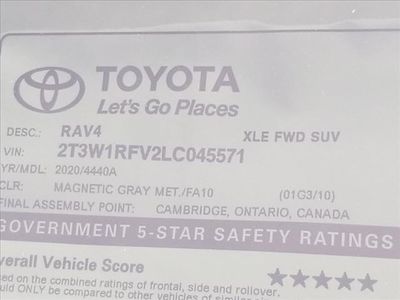 TOYOTA
Let's Go Places
DESC.: RAV4 XLE FWD SUV
VIN: 2T3W1RFV2LC045571
YR/MDL: 2020/4440A
CLR: MAGNETIC GRAY MET./FA10 (01G3/10)
FINAL ASSEMBLY POINT: CAMBRIDGE, ONTARIO, CANADA
GOVERNMENT 5-STAR SAFETY RATINGS
Overall Vehicle Score ★★★★★
Based on the combined ratings of frontal, side and rollover.
Should ONLY be compared to other vehicles of similar